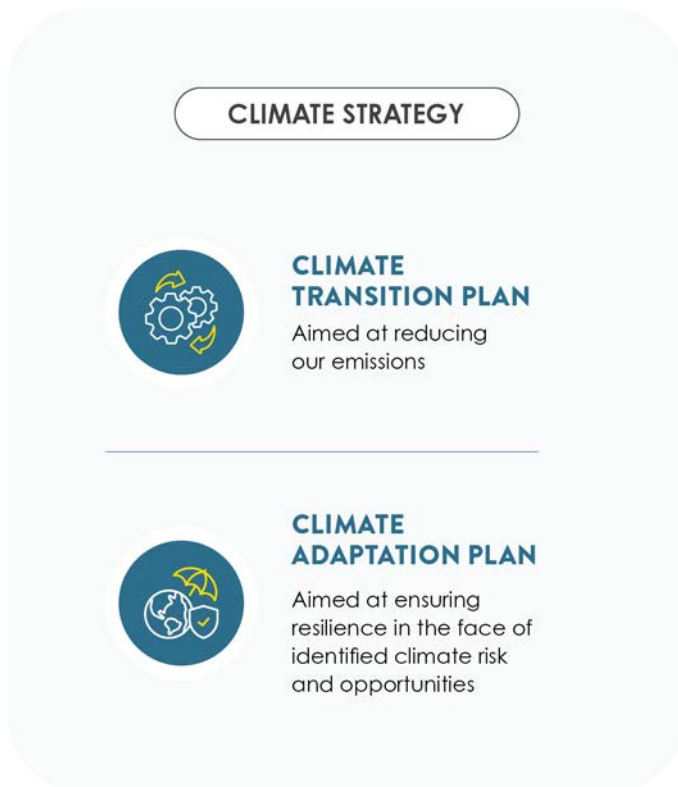 CLIMATE STRATEGY
CLIMATE
TRANSITION PLAN
Aimed at reducing
our emissions
CLIMATE
ADAPTATION PLAN
Aimed at ensuring
resilience in the face of
identified climate risk
and opportunities